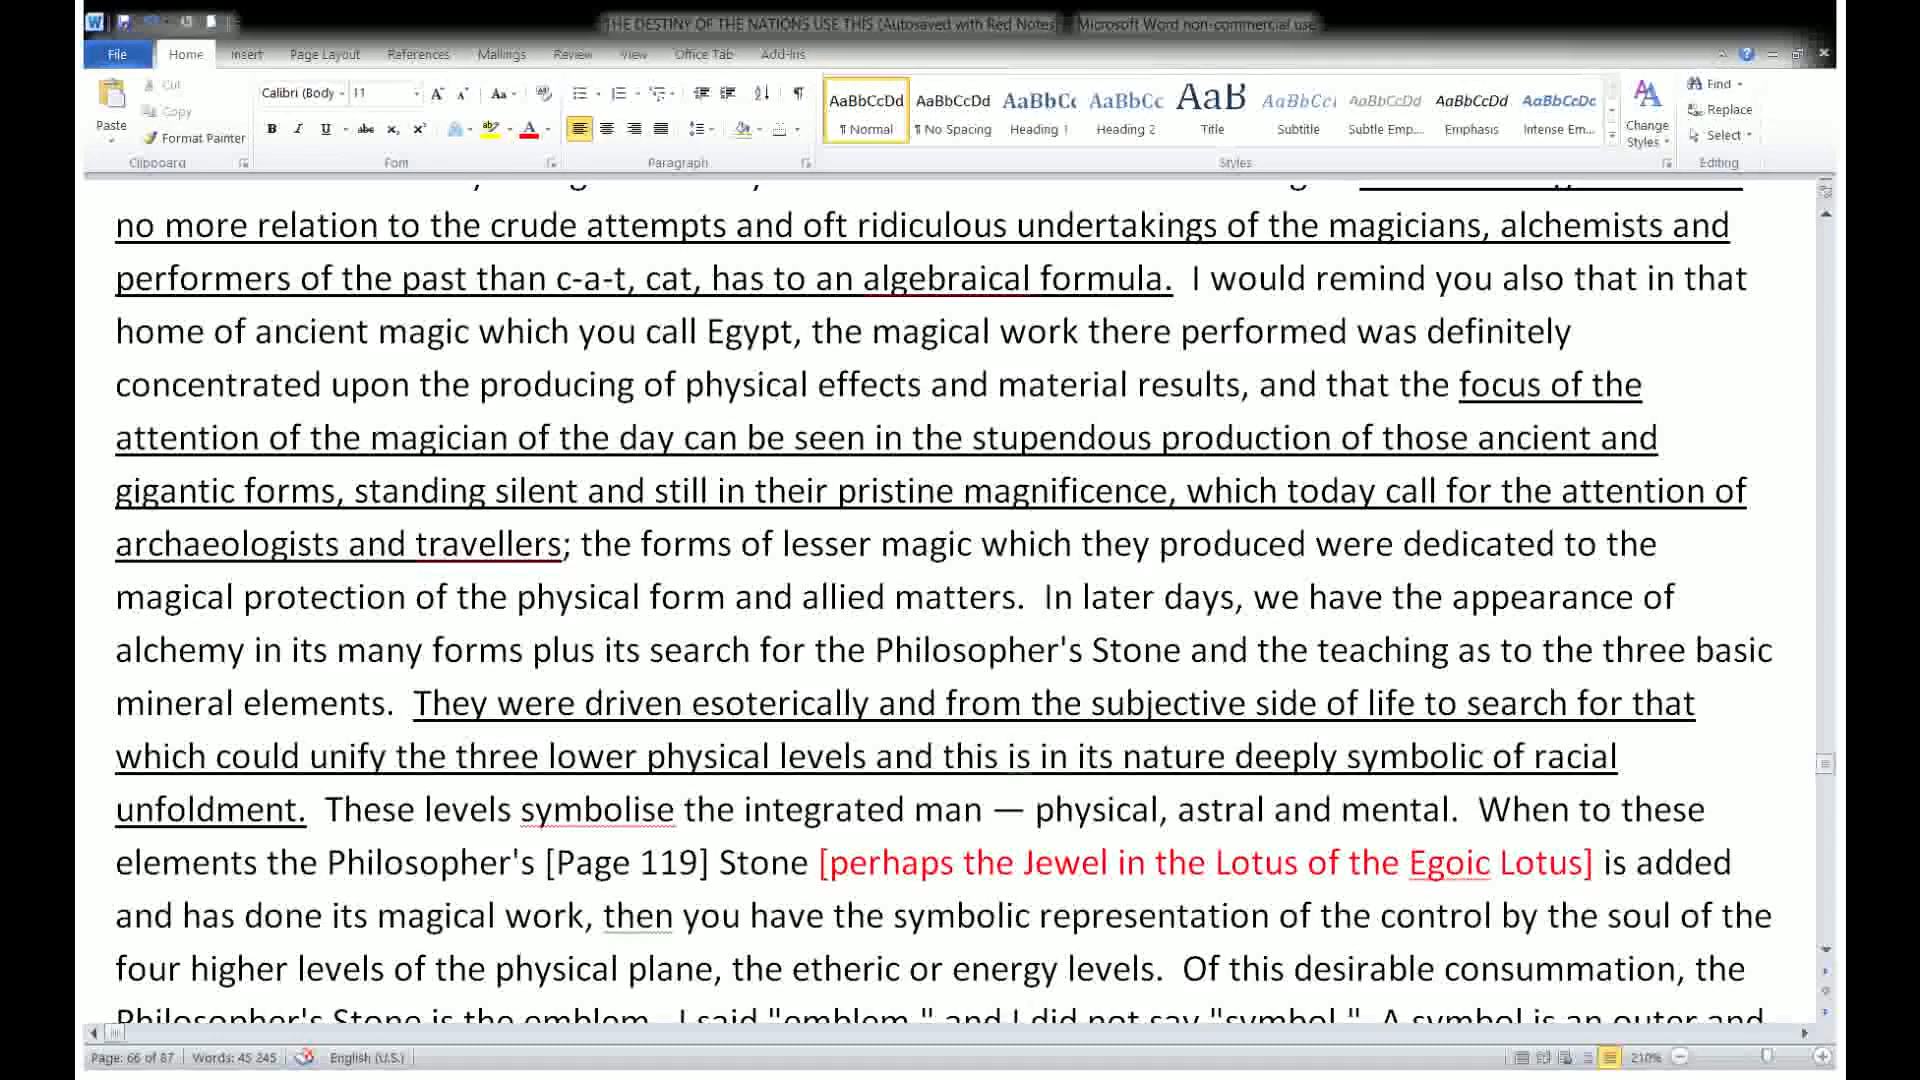 THE DESTINY OF THE NATIONS USE THIS (Autosaved with Red Notes) - Microsoft Word non-commercial use
File Home Insert Page Layout References Mailings Review View Office Tab Add-Ins
Paste
Cut
Copy
Format Painter
Clipboard
Calibri (Body 11
Font
Paragraph
AaBbCcDd AaBbCcDd AaBbCc AaBbCc AaB AaBbCcI AaBbCcDd AaBbCcDd AaBbCcDc
¶ Normal ¶ No Spacing Heading 1 Heading 2 Title Subtitle Subtle Emp... Emphasis Intense Em...
Styles
Change Styles
Find
Replace
Select
Editing
no more relation to the crude attempts and oft ridiculous undertakings of the magicians, alchemists and
performers of the past than c-a-t, cat, has to an algebraical formula. I would remind you also that in that
home of ancient magic which you call Egypt, the magical work there performed was definitely
concentrated upon the producing of physical effects and material results, and that the focus of the
attention of the magician of the day can be seen in the stupendous production of those ancient and
gigantic forms, standing silent and still in their pristine magnificence, which today call for the attention of
archaeologists and travellers; the forms of lesser magic which they produced were dedicated to the
magical protection of the physical form and allied matters. In later days, we have the appearance of
alchemy in its many forms plus its search for the Philosopher's Stone and the teaching as to the three basic
mineral elements. They were driven esoterically and from the subjective side of life to search for that
which could unify the three lower physical levels and this is in its nature deeply symbolic of racial
unfoldment. These levels symbolise the integrated man — physical, astral and mental. When to these
elements the Philosopher's [Page 119] Stone [perhaps the Jewel in the Lotus of the Egoic Lotus] is added
and has done its magical work, then you have the symbolic representation of the control by the soul of the
four higher levels of the physical plane, the etheric or energy levels. Of this desirable consummation, the
Philosopher's Stone is the emblem. I said "emblem," and I did not say "symbol." A symbol is an outer and
Page: 66 of 87 Words: 45 245 English (U.S.) 210%